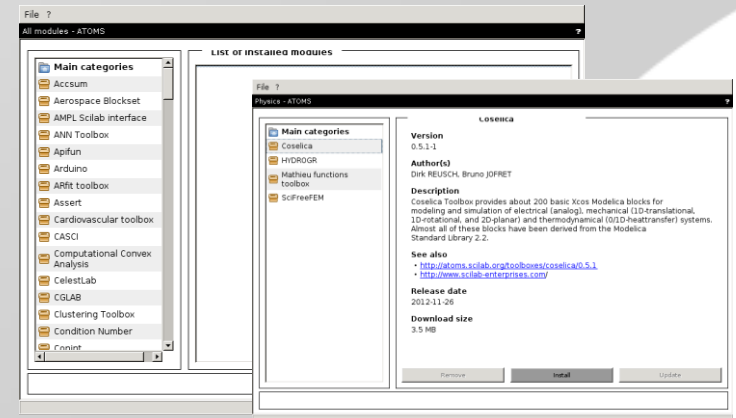 File ?
All modules - ATOMS ?
List of installed modules
Main categories
Accsum
Aerospace Blockset
AMPL Scilab interface
ANN Toolbox
Apifun
Arduino
ARfit toolbox
Assert
Cardiovascular toolbox
CASCI
Computational Convex
Analysis
CelestLab
CGLAB
Clustering Toolbox
Condition Number
Conint
File ?
Physics - ATOMS ?
Main categories
Coselica
HYDROGR
Mathieu functions
toolbox
SciFreeFEM
Coselica
Version
0.5.1-1
Author(s)
Dirk REUSCH, Bruno JOFRET
Description
Coselica Toolbox provides about 200 basic Xcos Modelica blocks for
modeling and simulation of electrical (analog), mechanical (1D-translational,
1D-rotational, and 2D-planar) and thermodynamical (0/1D-heattransfer) systems.
Almost all of these blocks have been derived from the Modelica
Standard Library 2.2.
See also
• http://atoms.scilab.org/toolboxes/coselica/0.5.1
• http://www.scilab-enterprises.com/
Release date
2012-11-26
Download size
3.5 MB
Remove Install Update